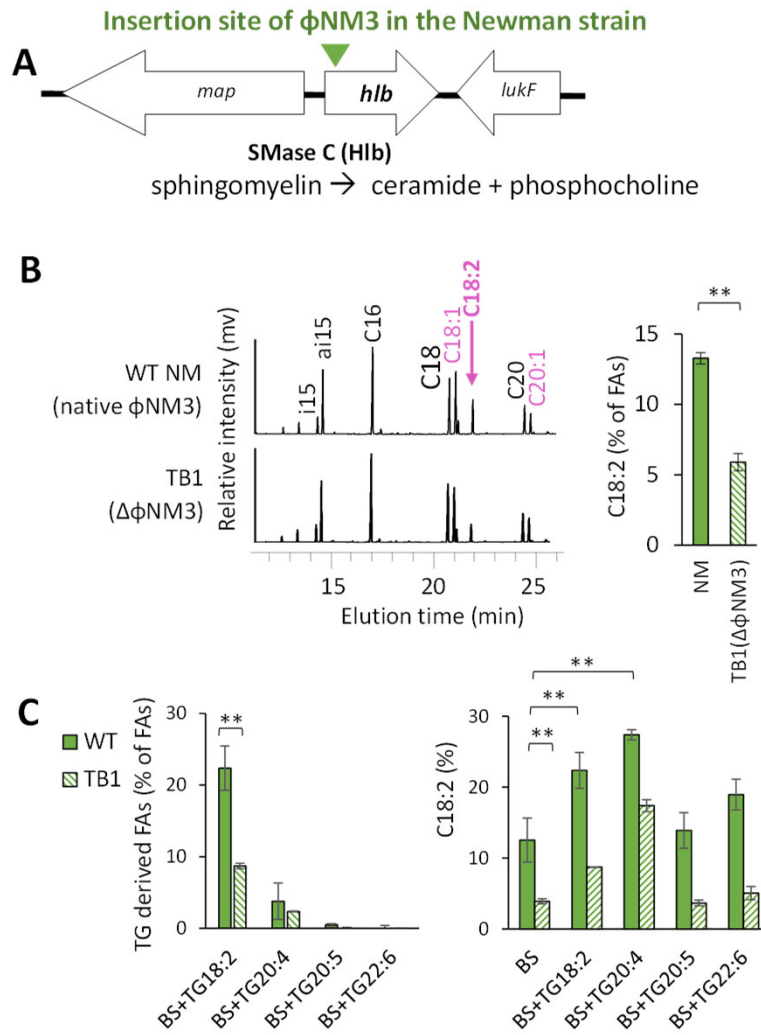 Insertion site of ϕNM3 in the Newman strain
A
map
hlb
lukF
SMase C (Hlb)
sphingomyelin → ceramide + phosphocholine
B
WT NM
(native ϕNM3)
TB1
(ΔϕNM3)
Relative intensity (mv)
i15
ai15
C16
C18
C18:1
C18:2
C20
C20:1
15
20
25
Elution time (min)
**
C18:2 (% of FAs)
15
10
5
0
NM
TB1(ΔϕNM3)
C
WT
TB1
TG derived FAs (% of FAs)
30
20
10
0
**
BS+TG18:2
BS+TG20:4
BS+TG20:5
BS+TG22:6
C18:2 (%)
30
20
10
0
**
**
**
BS
BS+TG18:2
BS+TG20:4
BS+TG20:5
BS+TG22:6